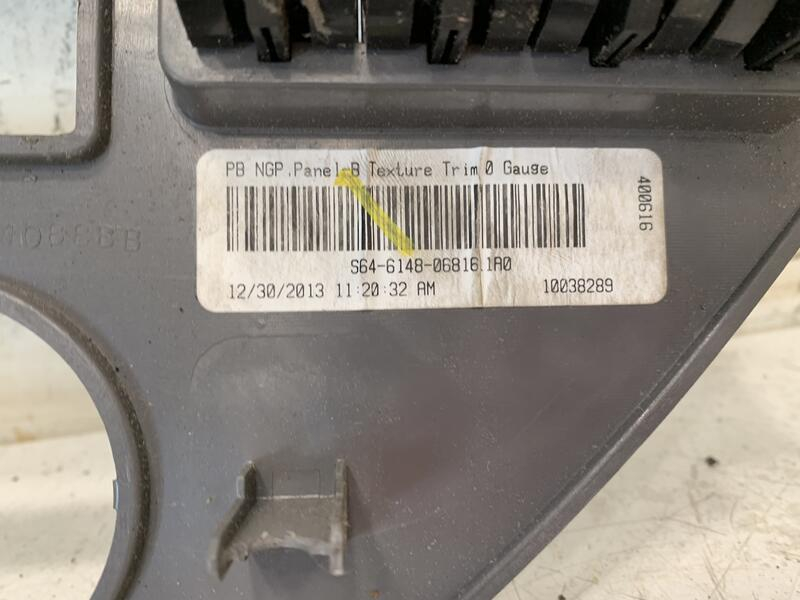 PB NGP.Panel-B Texture Trim 0 Gauge
S64-6148-06816.1A0
12/30/2013 11:20:32 AM
10038289
400616